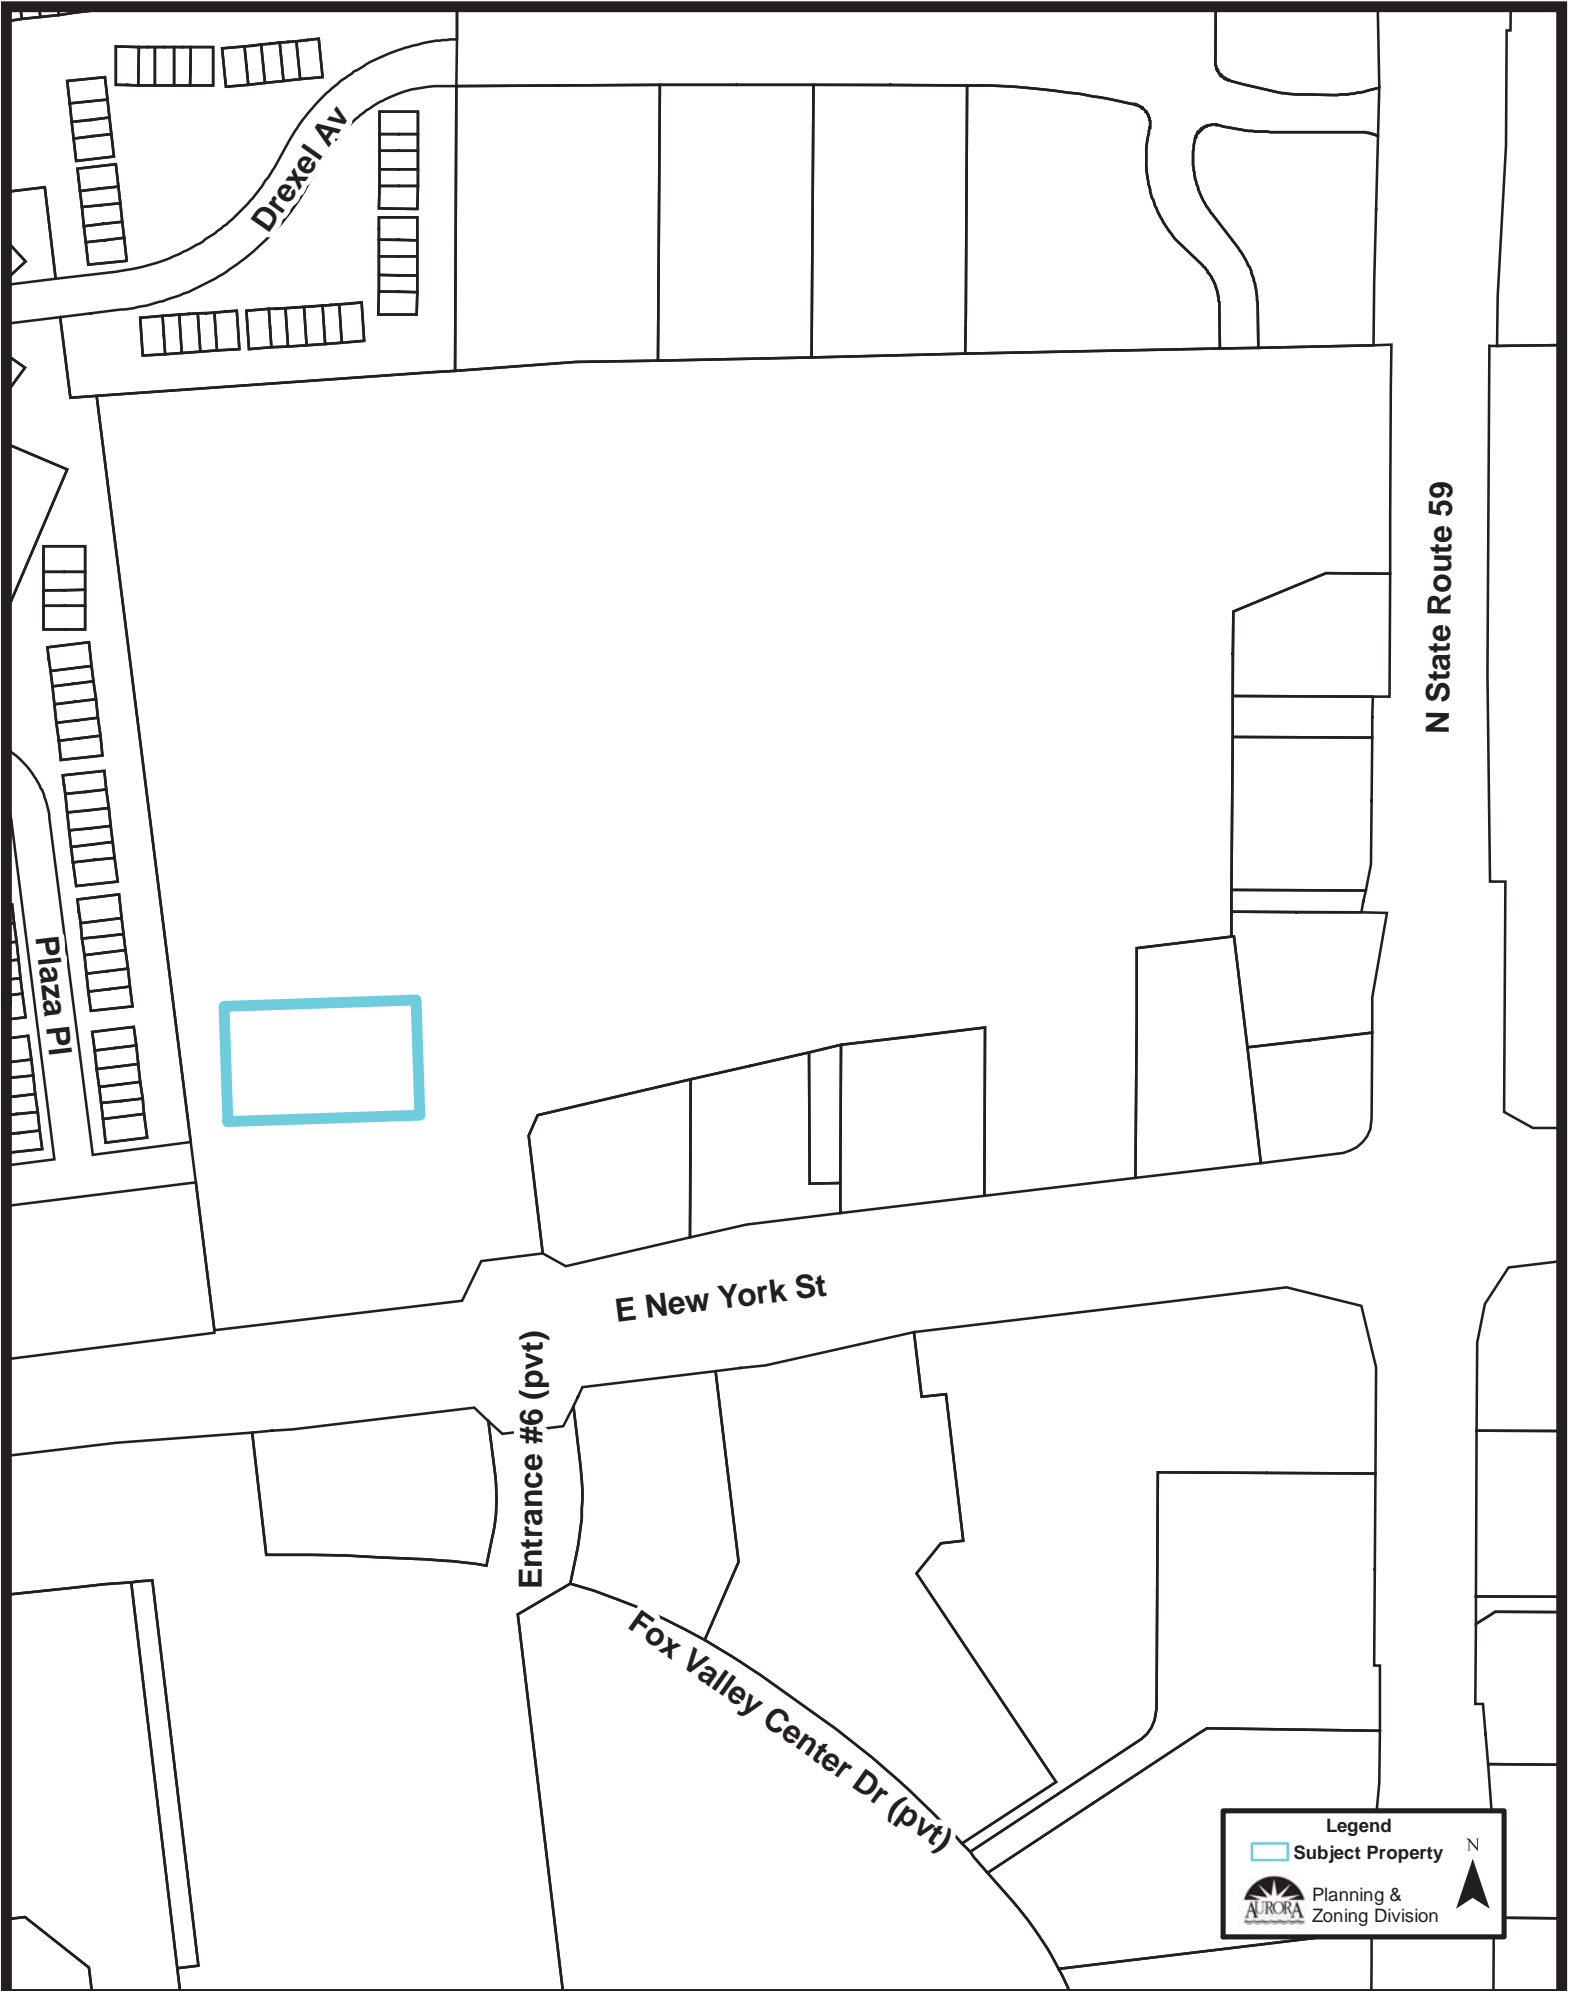 Drexel Av
N State Route 59
Plaza Pl
E New York St
Entrance #6 (pvt)
Fox Valley Center Dr (pvt)
Legend
Subject Property
N
AURORA
Planning &
Zoning Division